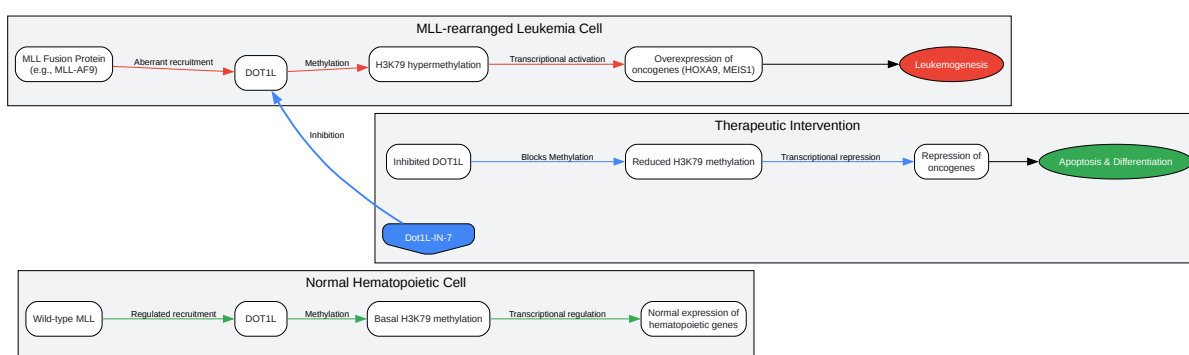 MLL-rearranged Leukemia Cell
MLL Fusion Protein
(e.g., MLL-AF9)
Aberrant recruitment
DOT1L
Methylation
H3K79 hypermethylation
Transcriptional activation
Overexpression of
oncogenes (HOXA9, MEIS1)
Leukemogenesis
Inhibition
Therapeutic Intervention
Inhibited DOT1L
Blocks Methylation
Reduced H3K79 methylation
Transcriptional repression
Repression of
oncogenes
Apoptosis & Differentiation
Dot1L-IN-7
Normal Hematopoietic Cell
Wild-type MLL
Regulated recruitment
DOT1L
Methylation
Basal H3K79 methylation
Transcriptional regulation
Normal expression of
hematopoietic genes